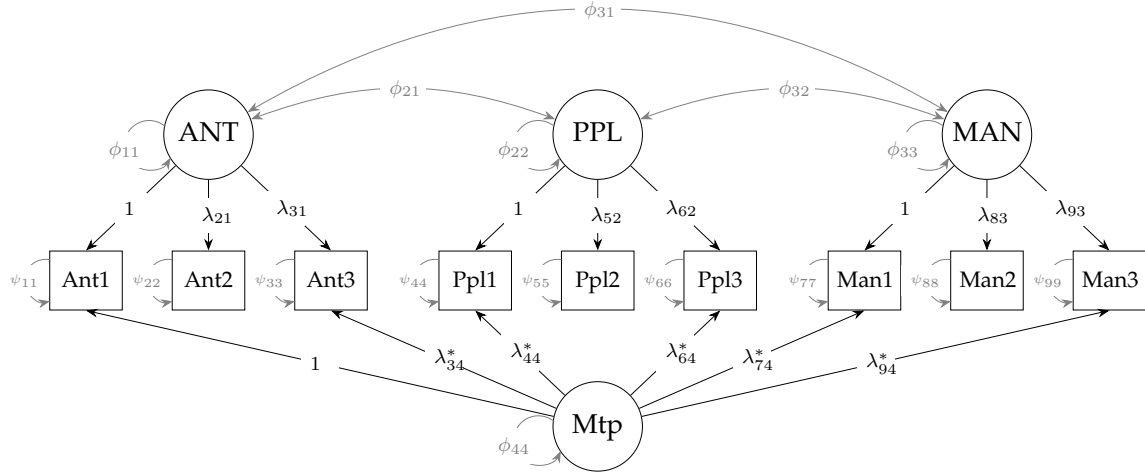 ϕ₃₁
ϕ₂₁ ϕ₃₂
ANT PPL MAN
ϕ₁₁ ϕ₂₂ ϕ₃₃
1 λ₂₁ λ₃₁ 1 λ₅₂ λ₆₂ 1 λ₈₃ λ₉₃
ψ₁₁ Ant1 ψ₂₂ Ant2 ψ₃₃ Ant3 ψ₄₄ Ppl1 ψ₅₅ Ppl2 ψ₆₆ Ppl3 ψ₇₇ Man1 ψ₈₈ Man2 ψ₉₉ Man3
1 λ*₃₄ λ*₄₄ λ*₆₄ λ*₇₄ λ*₉₄
Mtp
ϕ₄₄